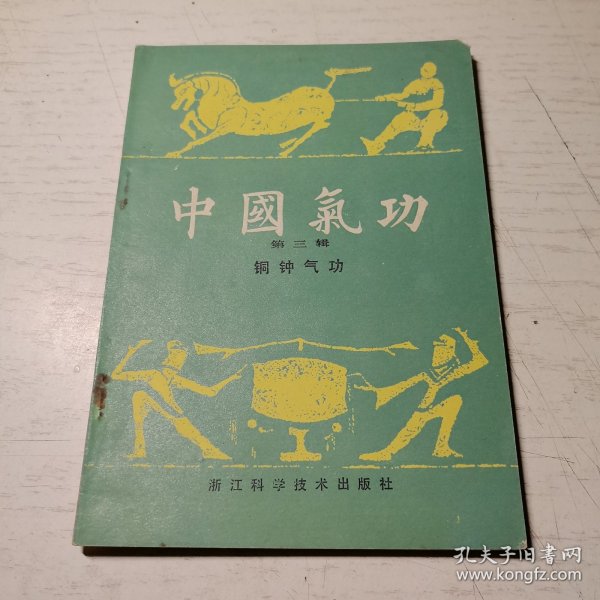 中國氣功
第三辑
铜钟气功
浙江科学技术出版社
孔夫子旧书网
www.kongfz.com